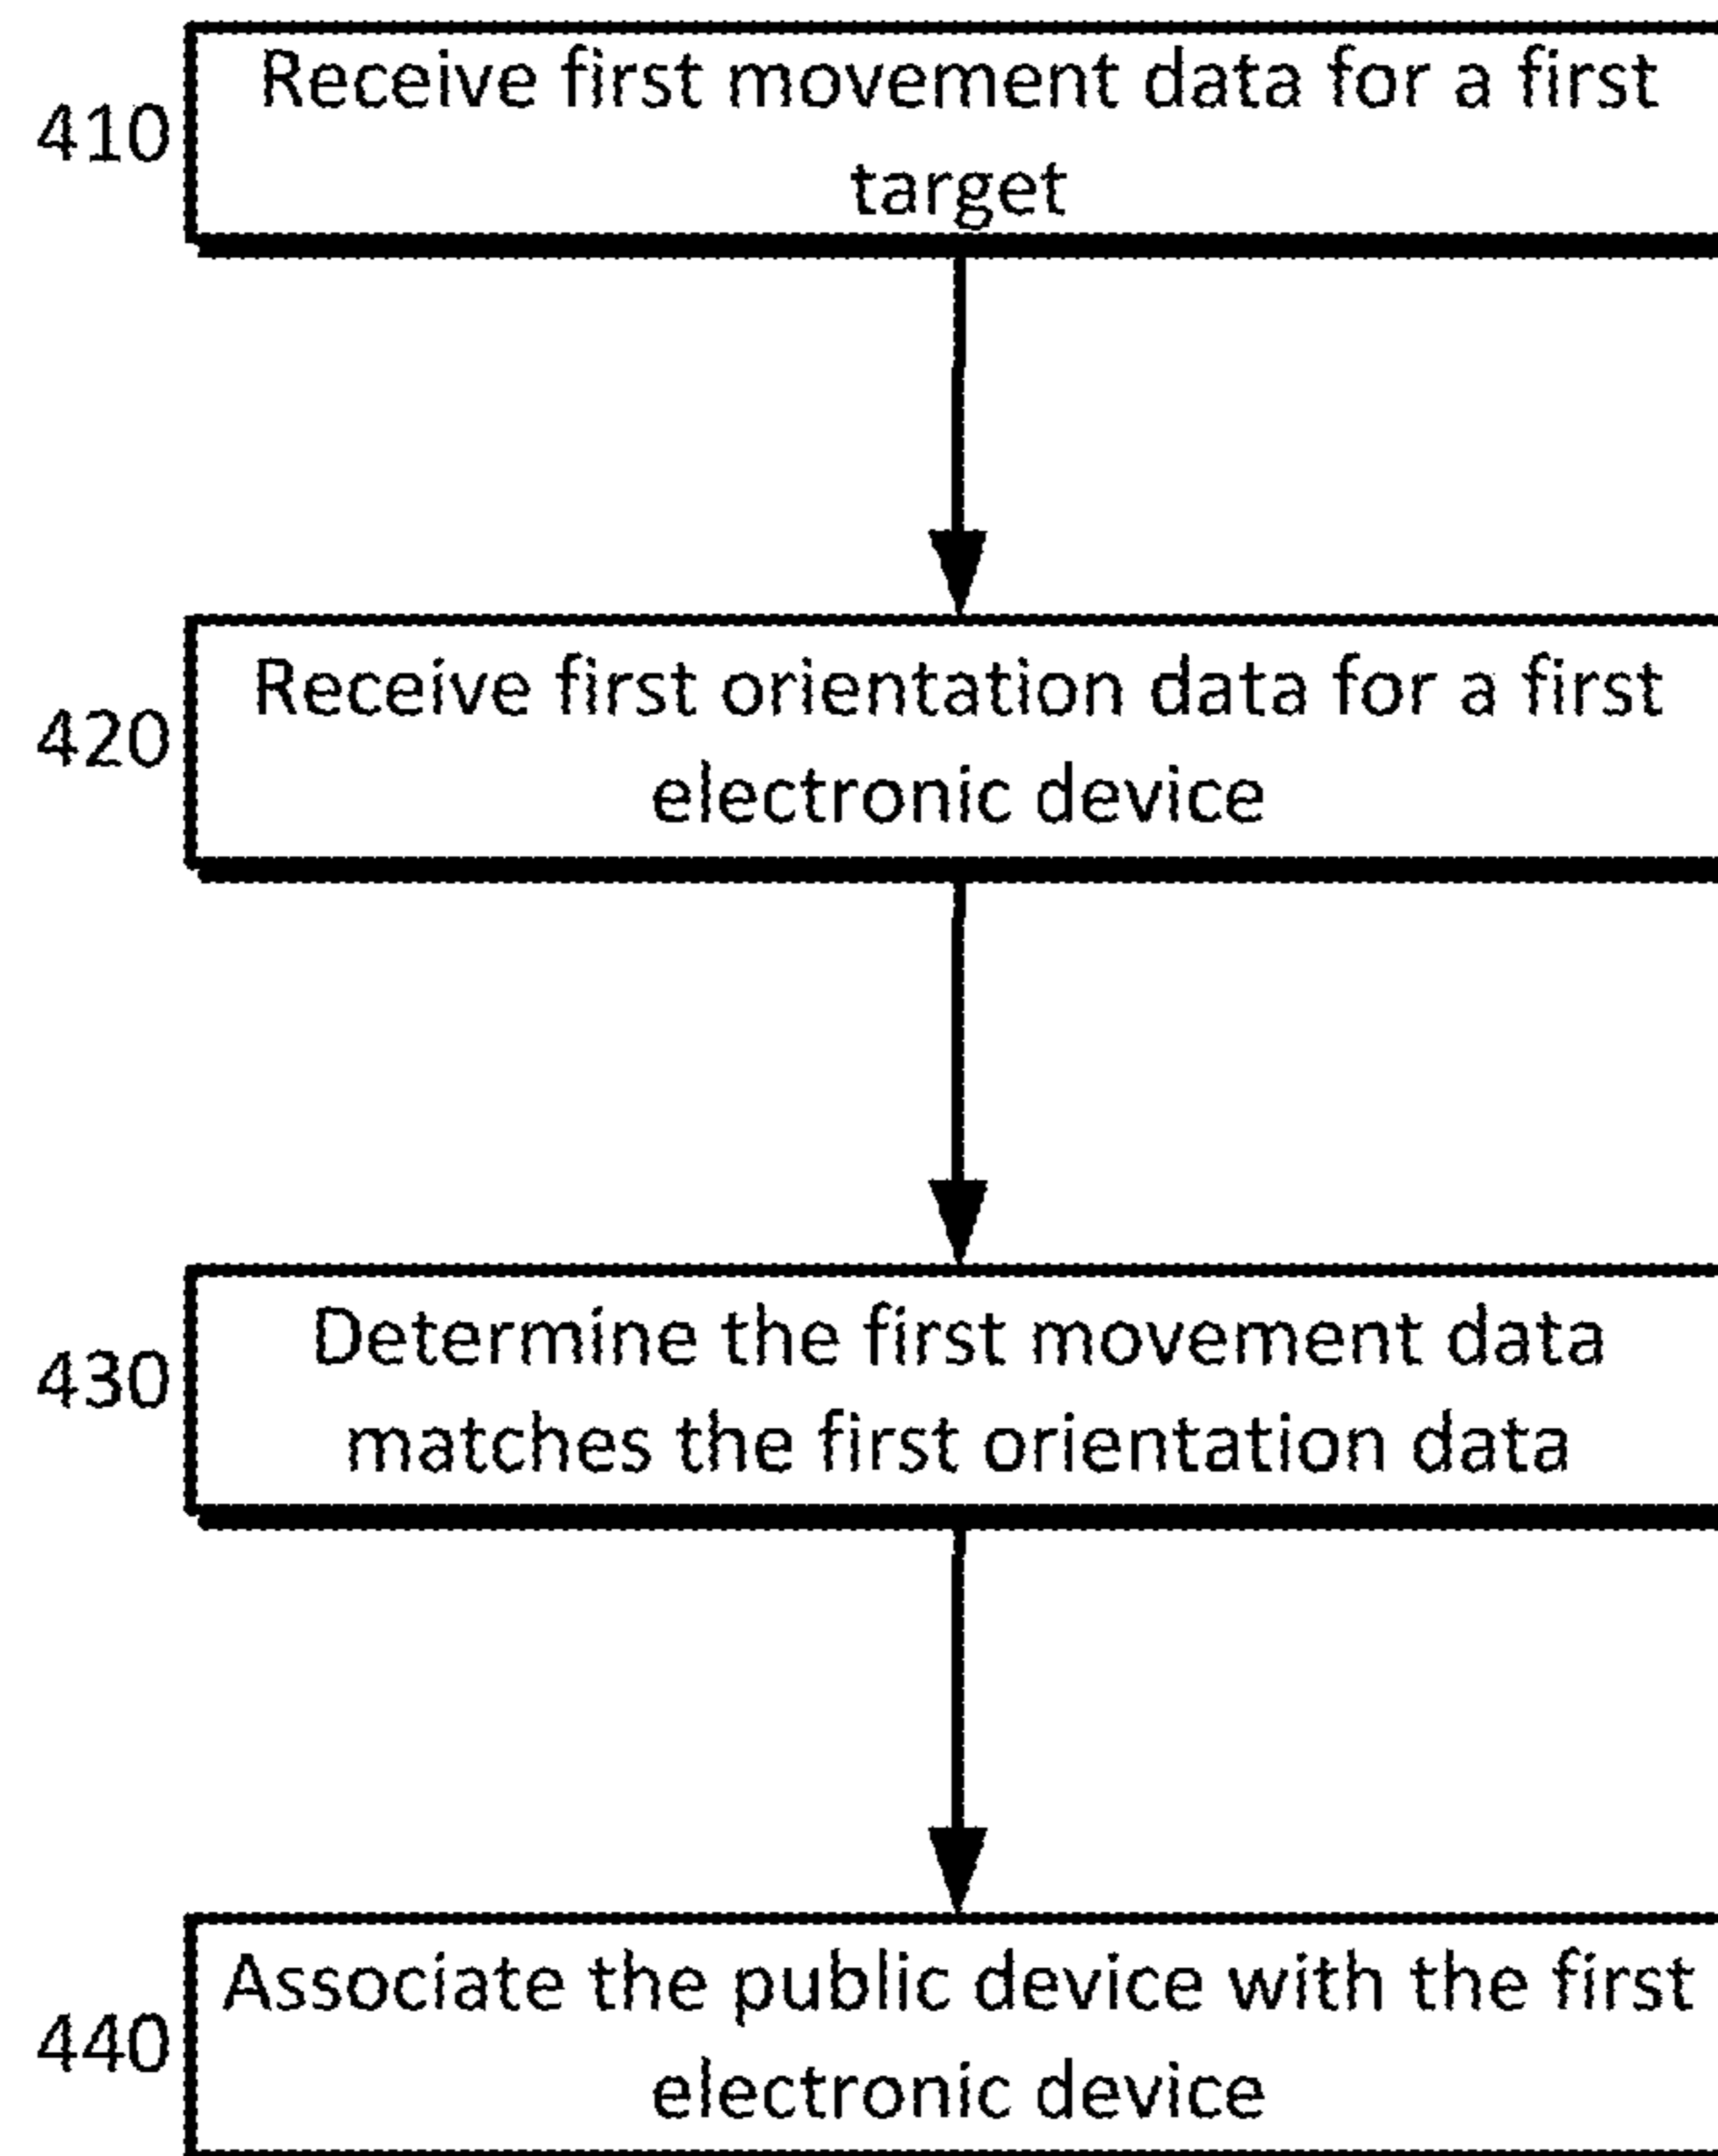 410
Receive first movement data for a first
target
420
Receive first orientation data for a first
electronic device
430
Determine the first movement data
matches the first orientation data
440
Associate the public device with the first
electronic device